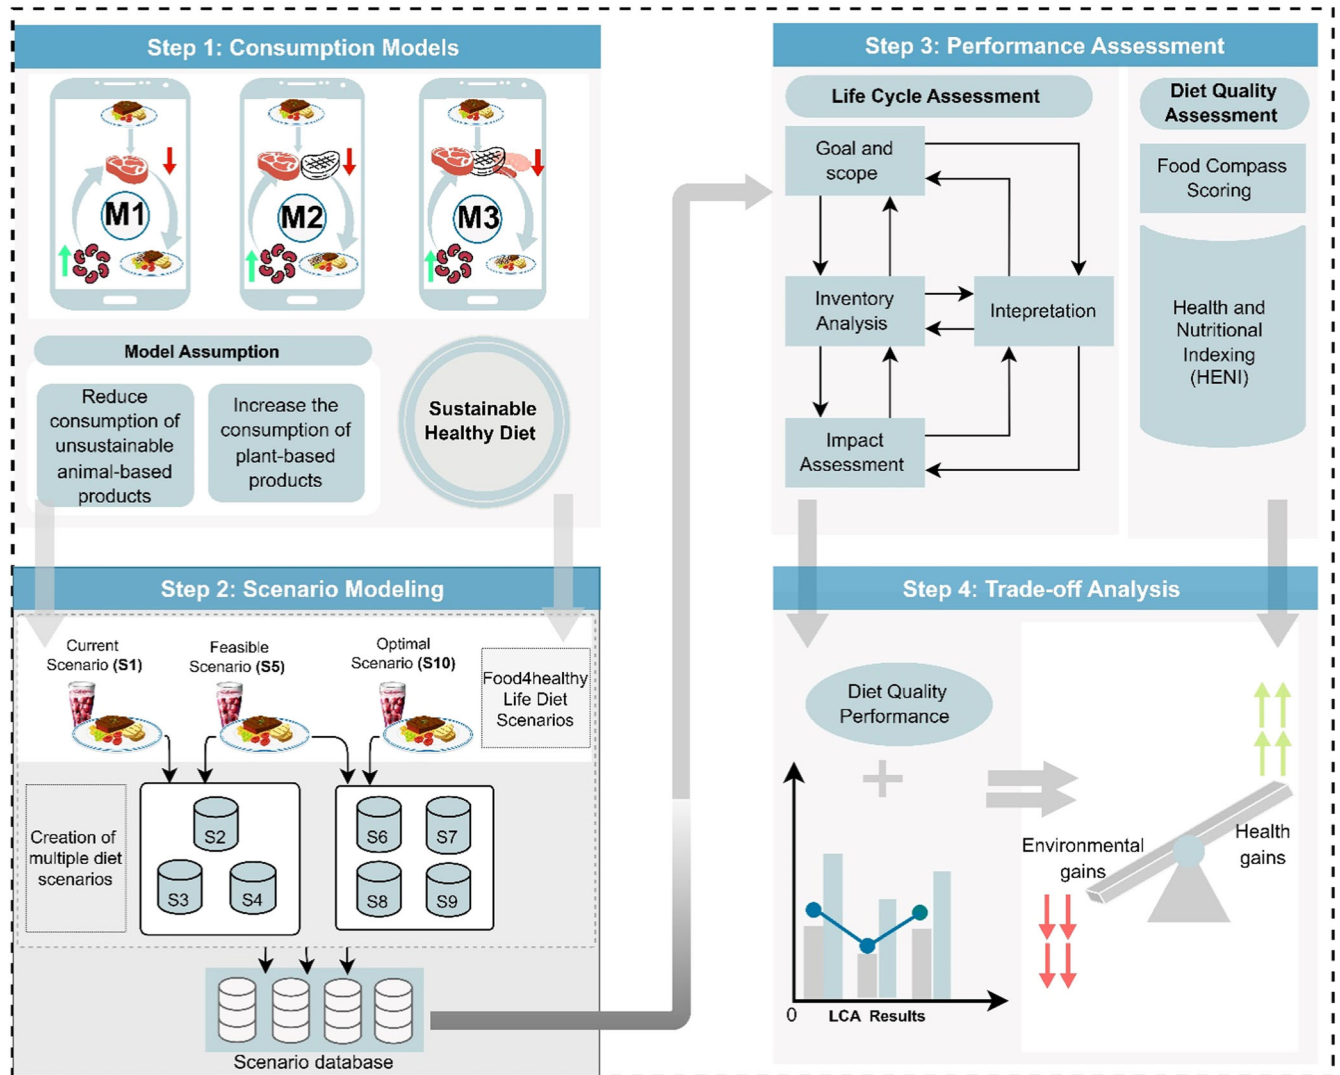 Step 1: Consumption Models
M1
M2
M3
Model Assumption
Reduce
consumption of
unsustainable
animal-based
products
Increase the
consumption of
plant-based
products
Sustainable
Healthy Diet
Step 2: Scenario Modeling
Current
Scenario (S1)
Feasible
Scenario (S5)
Optimal
Scenario (S10)
Food4healthy
Life Diet
Scenarios
Creation of
multiple diet
scenarios
S2
S3
S4
S6
S7
S8
S9
Scenario database
Step 3: Performance Assessment
Life Cycle Assessment
Goal and
scope
Inventory
Analysis
Intepretation
Impact
Assessment
Diet Quality
Assessment
Food Compass
Scoring
Health and
Nutritional
Indexing
(HENI)
Step 4: Trade-off Analysis
Diet Quality
Performance
0
LCA Results
Environmental
gains
Health
gains